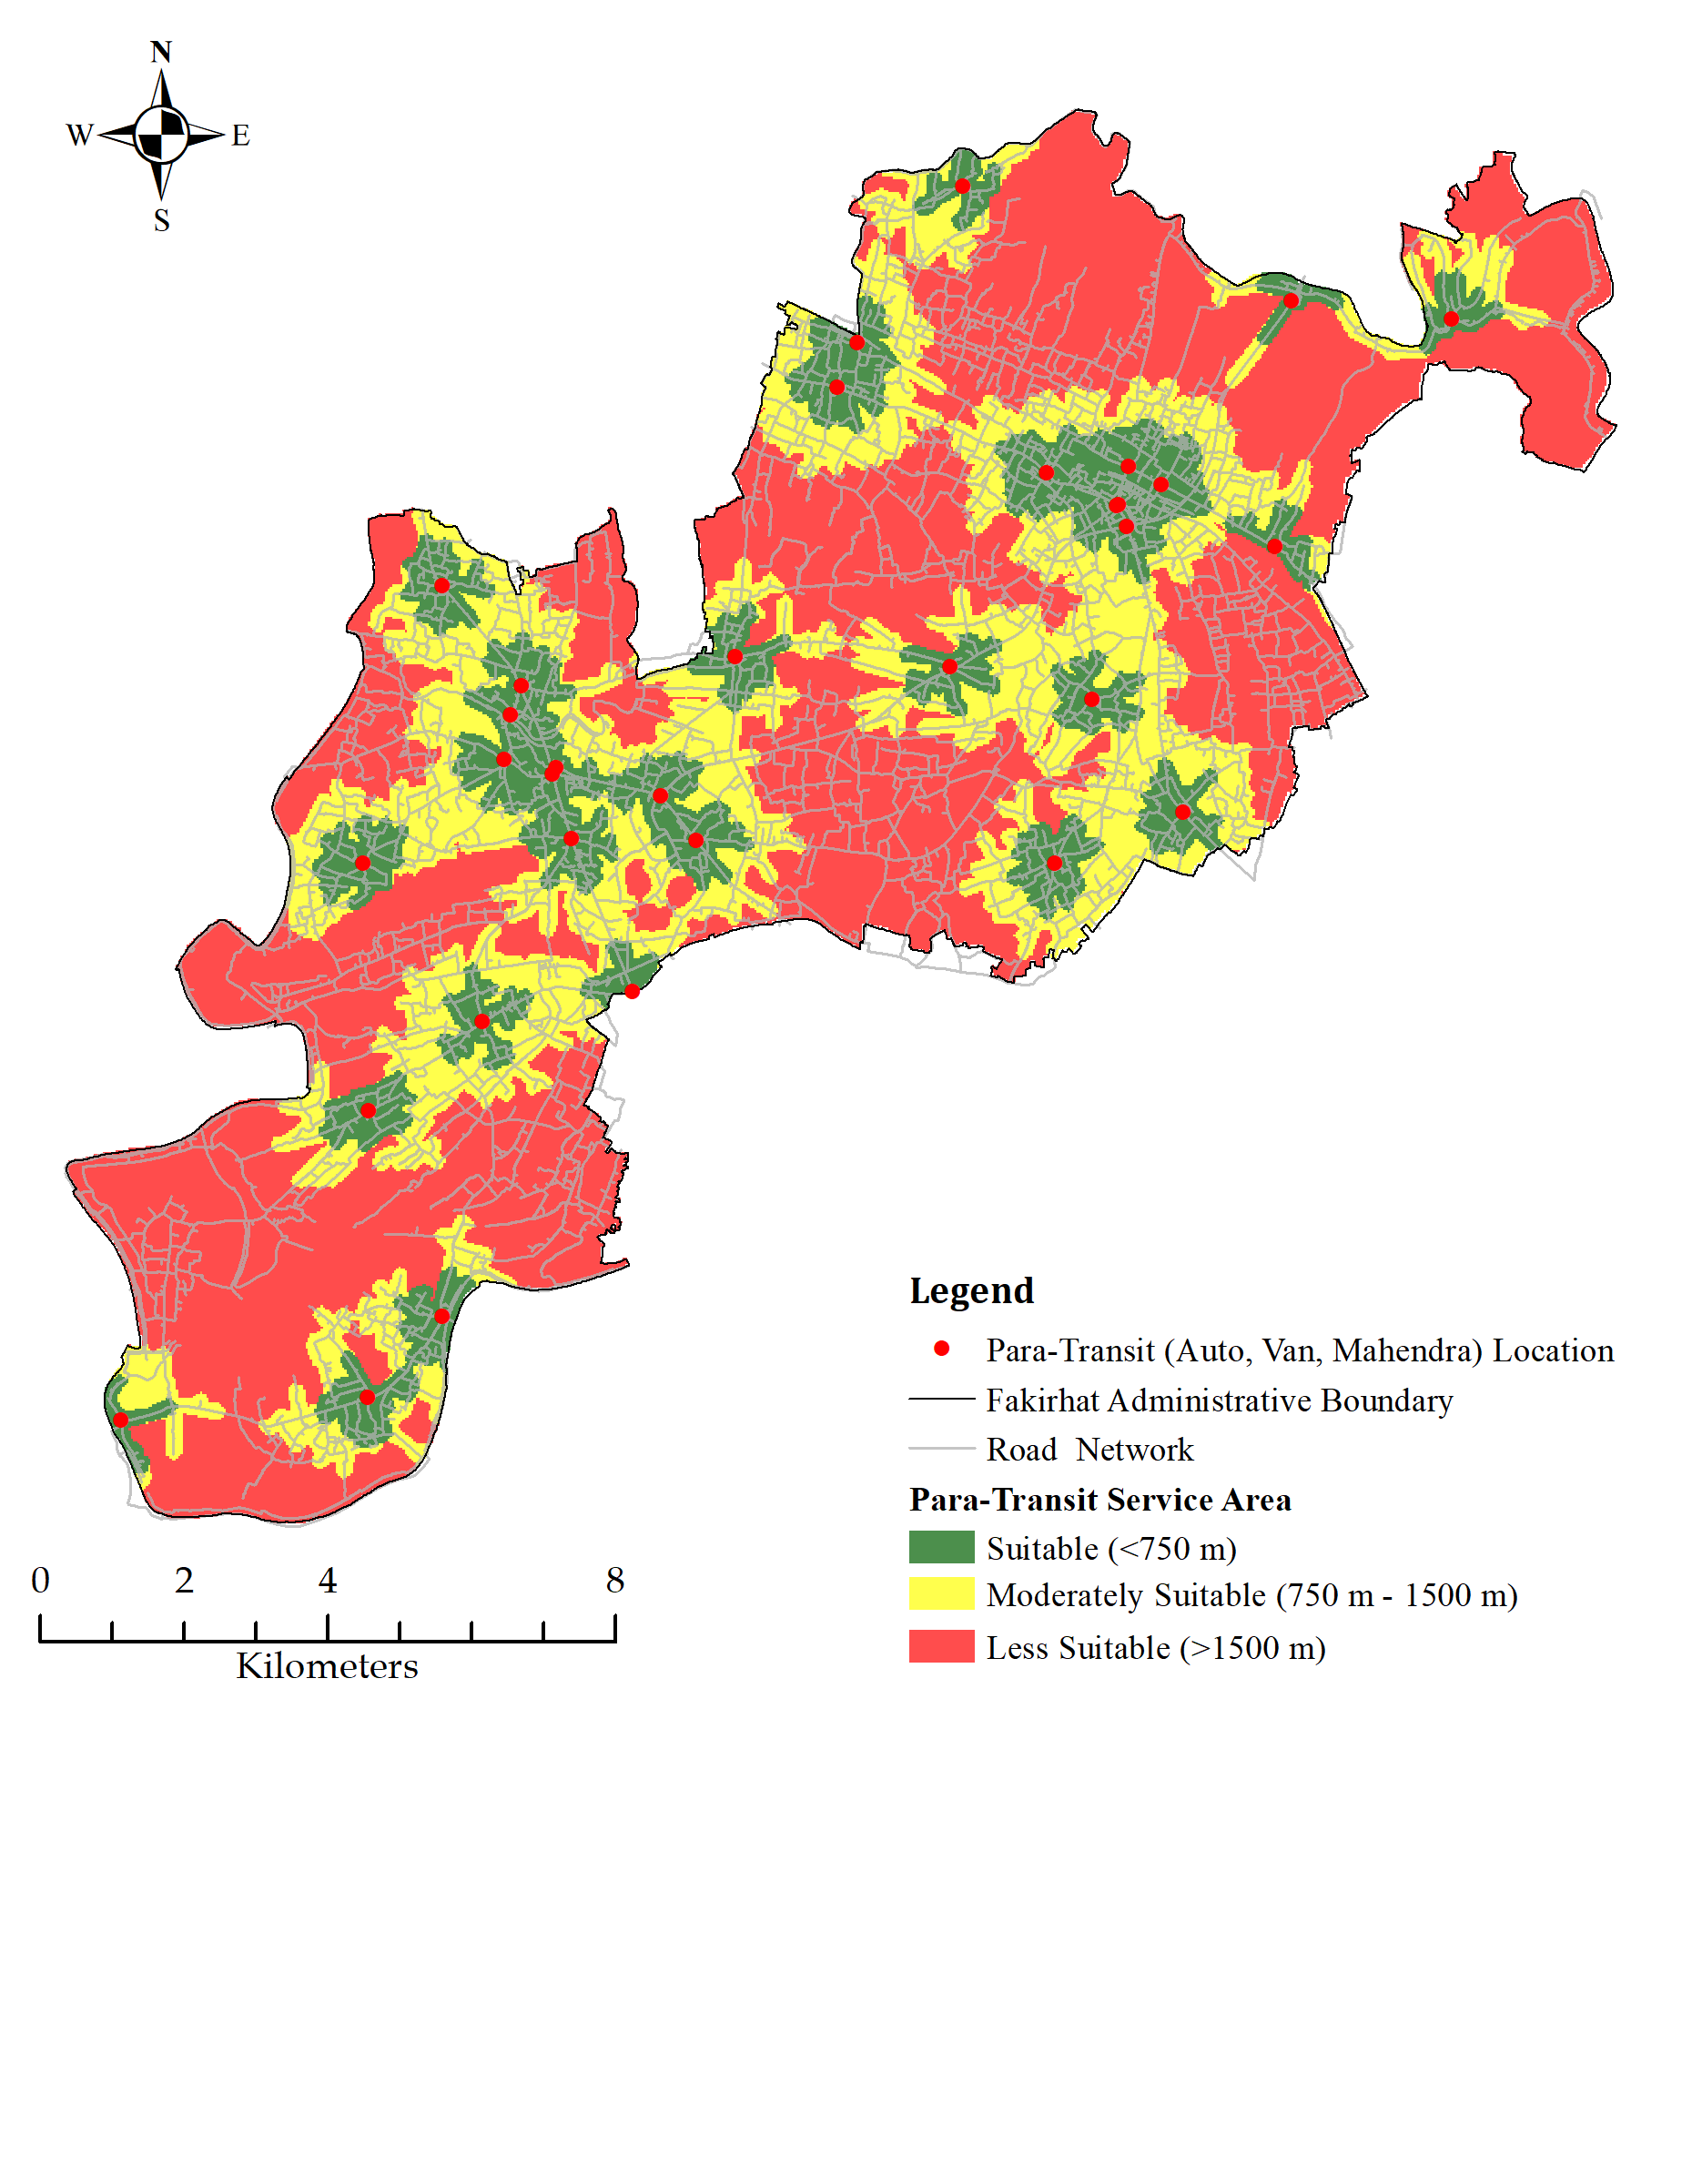 N
W E
S
Legend
Para-Transit (Auto, Van, Mahendra) Location
Fakirhat Administrative Boundary
Road Network
Para-Transit Service Area
Suitable (<750 m)
Moderately Suitable (750 m - 1500 m)
Less Suitable (>1500 m)
0 2 4 8
Kilometers